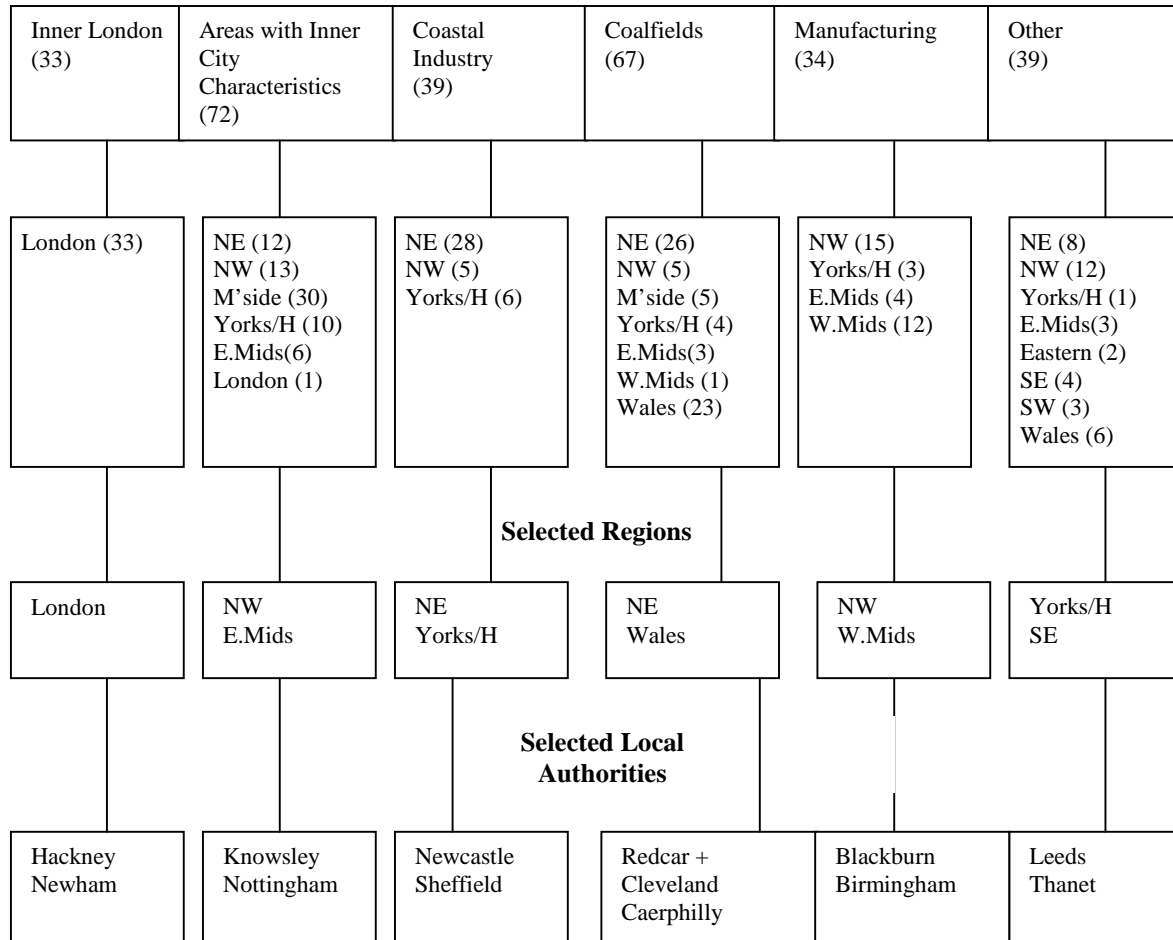 Inner London
(33)
Areas with Inner
City
Characteristics
(72)
Coastal
Industry
(39)
Coalfields
(67)
Manufacturing
(34)
Other
(39)
London (33)
NE (12)
NW (13)
M’side (30)
Yorks/H (10)
E.Mids(6)
London (1)
NE (28)
NW (5)
Yorks/H (6)
NE (26)
NW (5)
M’side (5)
Yorks/H (4)
E.Mids(3)
W.Mids (1)
Wales (23)
NW (15)
Yorks/H (3)
E.Mids (4)
W.Mids (12)
NE (8)
NW (12)
Yorks/H (1)
E.Mids(3)
Eastern (2)
SE (4)
SW (3)
Wales (6)
Selected Regions
London
NW
E.Mids
NE
Yorks/H
NE
Wales
NW
W.Mids
Yorks/H
SE
Selected Local
Authorities
Hackney
Newham
Knowsley
Nottingham
Newcastle
Sheffield
Redcar +
Cleveland
Caerphilly
Blackburn
Birmingham
Leeds
Thanet